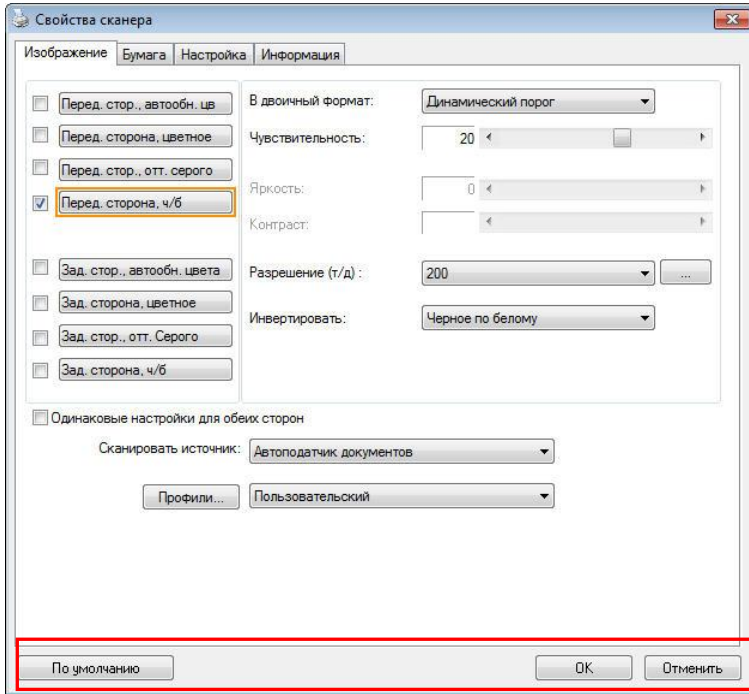 Свойства сканера
Изображение Бумага Настройка Информация
Перед. стор., автообн. цв
Перед. сторона, цветное
Перед. стор., отт. серого
Перед. сторона, ч/б
Зад. стор., автообн. цвета
Зад. сторона, цветное
Зад. стор., отт. Серого
Зад. сторона, ч/б
В двоичный формат: Динамический порог
Чувствительность: 20
Яркость: 0
Контраст:
Разрешение (т/д) : 200 ...
Инвертировать: Черное по белому
Одинаковые настройки для обеих сторон
Сканировать источник: Автоподатчик документов
Профили... Пользовательский
По умолчанию OK Отменить